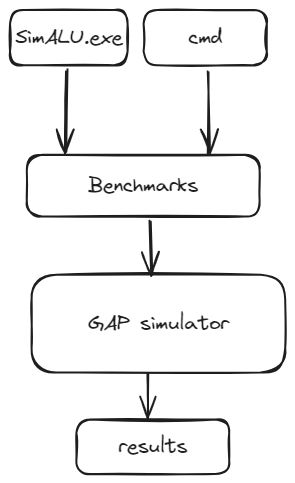 SimALU.exe
cmd
Benchmarks
GAP simulator
results